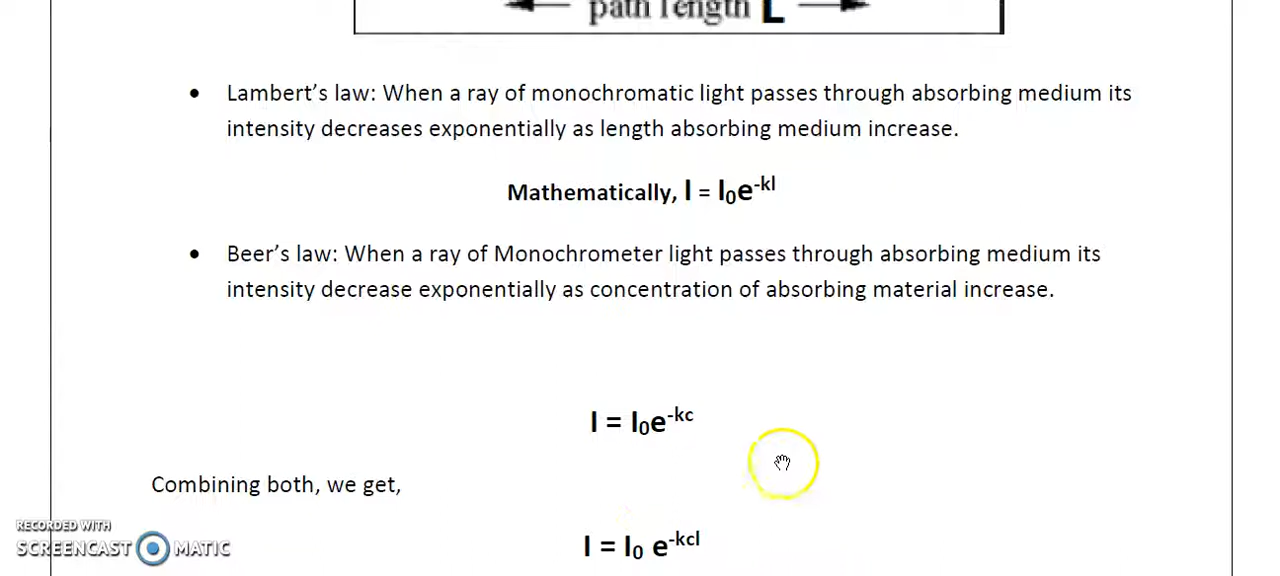 path length L
• Lambert's law: When a ray of monochromatic light passes through absorbing medium its
intensity decreases exponentially as length absorbing medium increase.
Mathematically, I = I₀e⁻ᵏˡ
• Beer's law: When a ray of Monochrometer light passes through absorbing medium its
intensity decrease exponentially as concentration of absorbing material increase.
I = I₀e⁻ᵏᶜ
Combining both, we get,
I = I₀ e⁻ᵏᶜˡ
RECORDED WITH
SCREENCAST MATIC